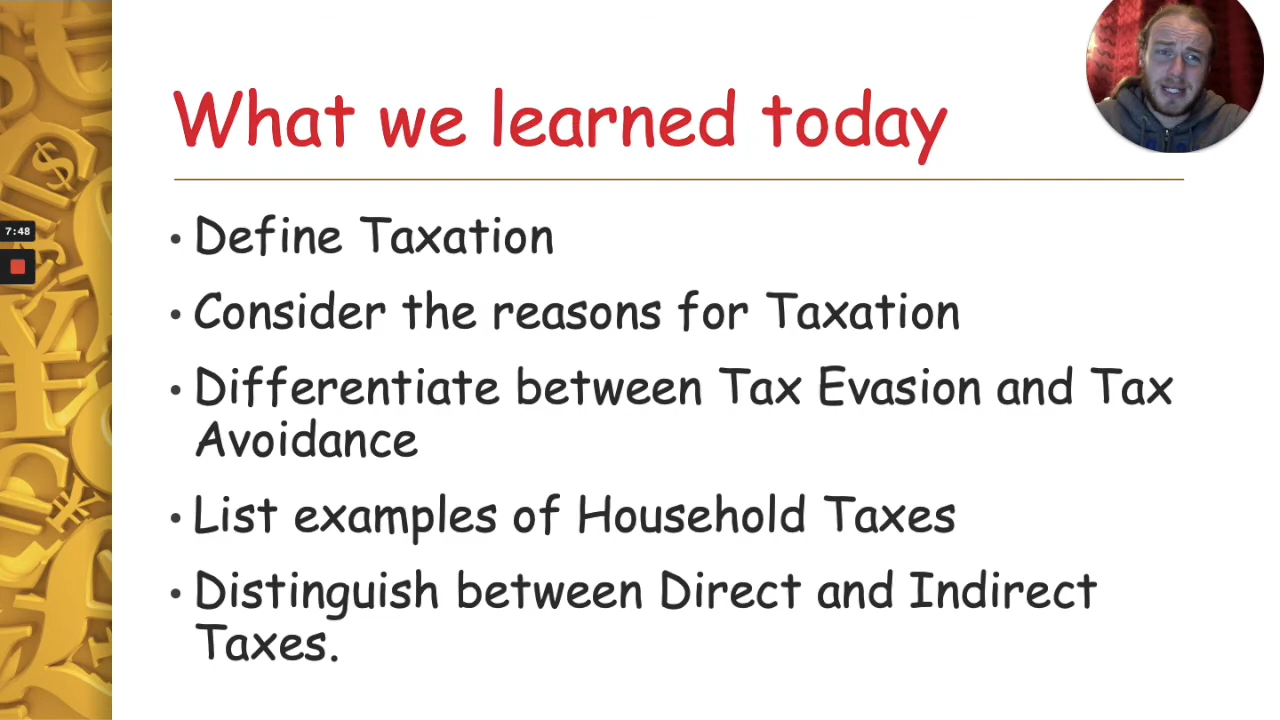 What we learned today
7:48
• Define Taxation
• Consider the reasons for Taxation
• Differentiate between Tax Evasion and Tax
Avoidance
• List examples of Household Taxes
• Distinguish between Direct and Indirect
Taxes.